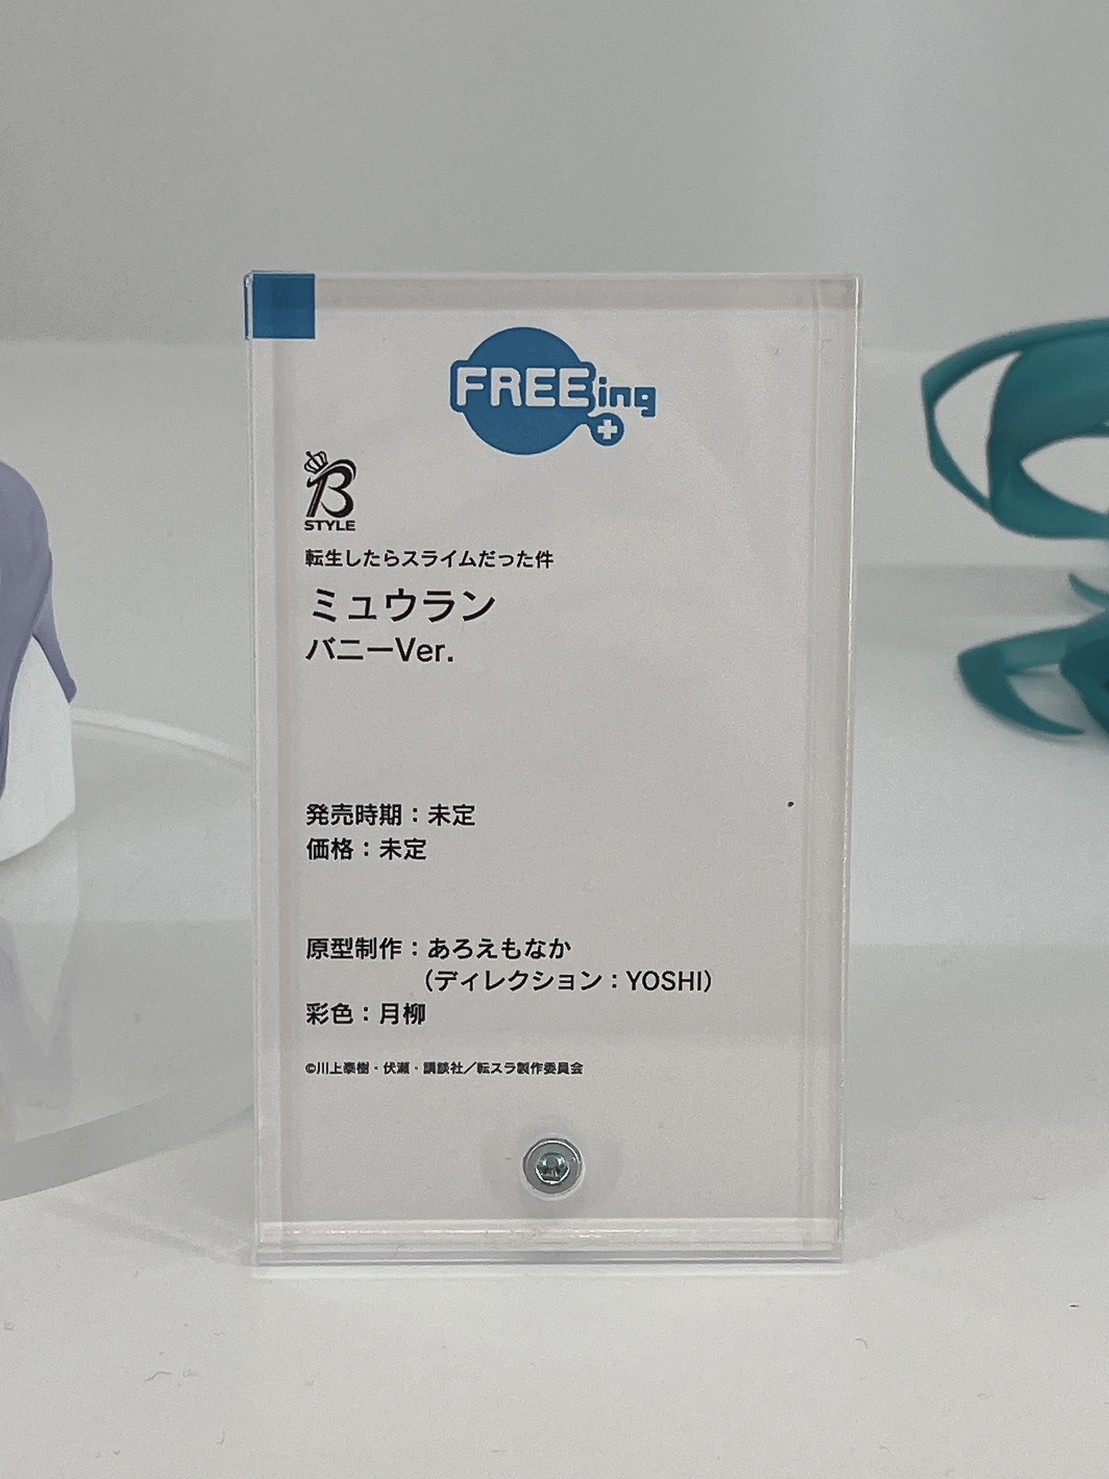 FREEing
B
STYLE
転生したらスライムだった件
ミュウラン
バニーVer.
発売時期：未定
価格：未定
原型制作：あろえもなか
（ディレクション：YOSHI）
彩色：月柳
©川上泰樹・伏瀬・講談社／転スラ製作委員会